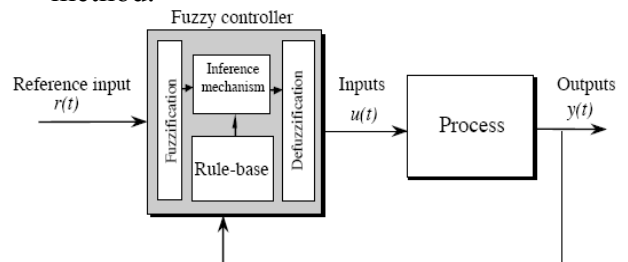 method.
Fuzzy controller
Reference input
r(t)
Fuzzification
Inference
mechanism
Rule-base
Defuzzification
Inputs
u(t)
Process
Outputs
y(t)